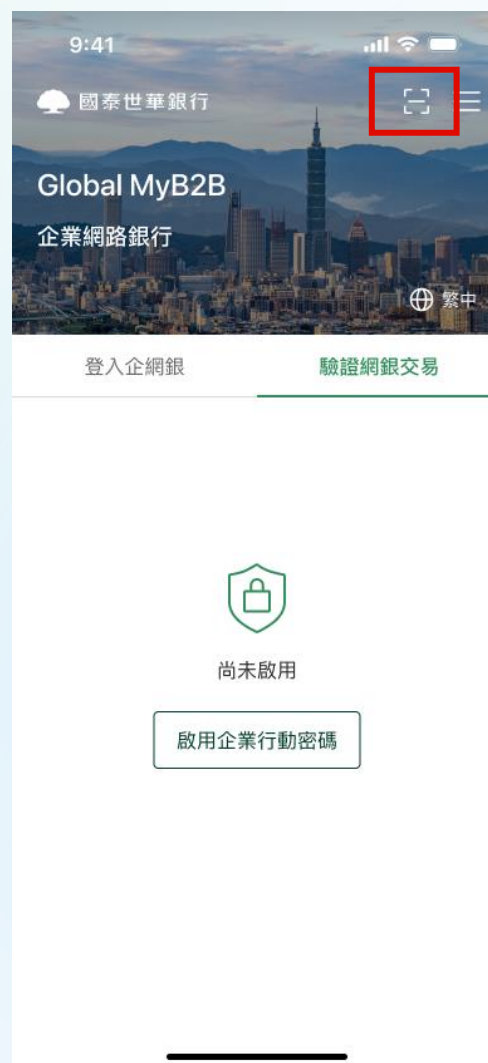 9:41
國泰世華銀行
Global MyB2B
企業網路銀行
繁中
登入企網銀
驗證網銀交易
尚未啟用
啟用企業行動密碼